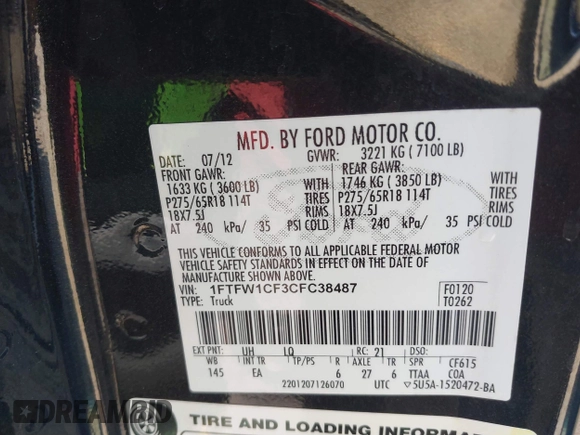 MFD. BY FORD MOTOR CO.
DATE: 07/12 GVWR: 3221 KG ( 7100 LB)
FRONT GAWR: REAR GAWR:
1633 KG ( 3600 LB) WITH 1746 KG ( 3850 LB) WITH
P275/65R18 114T TIRES P275/65R18 114T TIRES
18X7.5J RIMS 18X7.5J RIMS
AT 240 kPa/ 35 PSI COLD AT 240 kPa/ 35 PSI COLD
THIS VEHICLE CONFORMS TO ALL APPLICABLE FEDERAL MOTOR
VEHICLE SAFETY STANDARDS IN EFFECT ON THE DATE OF
MANUFACTURE SHOWN ABOVE.
VIN: 1FTFW1CF3CFC38487 F0120
TYPE: Truck T0262
EXT PNT: UH LQ RC: 21 DSO:
WB INT TR TP/PS R AXLE TR SPR CF615
145 EA 6 27 6 TTAA COA
2201207126070 UTC 5U5A-1520472-BA
DREAMBID
TIRE AND LOADING INFORMATION